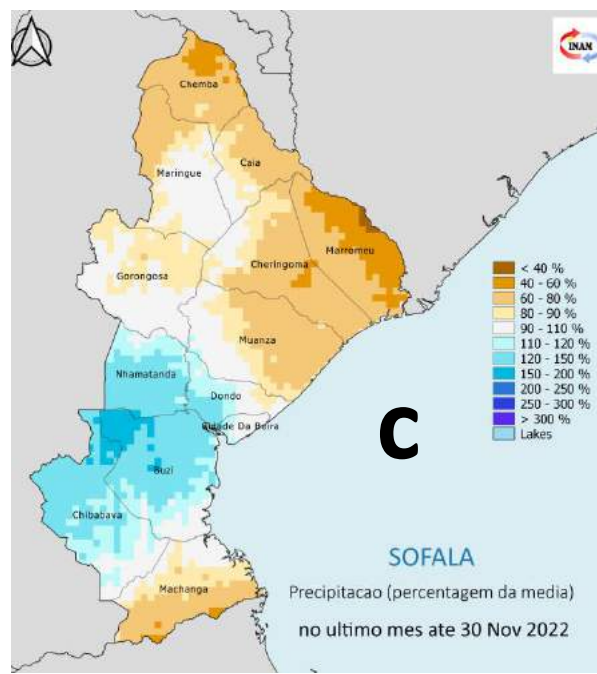 INAM
Chemba
Caia
Maringue
Marromeu
Cheringoma
Gorongosa
Muanza
Nhamatanda
Dondo
Cidade Da Beira
Buzi
Chibabava
Machanga
< 40 %
40 - 60 %
60 - 80 %
80 - 90 %
90 - 110 %
110 - 120 %
120 - 150 %
150 - 200 %
200 - 250 %
250 - 300 %
> 300 %
Lakes
C
SOFALA
Precipitacao (percentagem da media)
no ultimo mes ate 30 Nov 2022